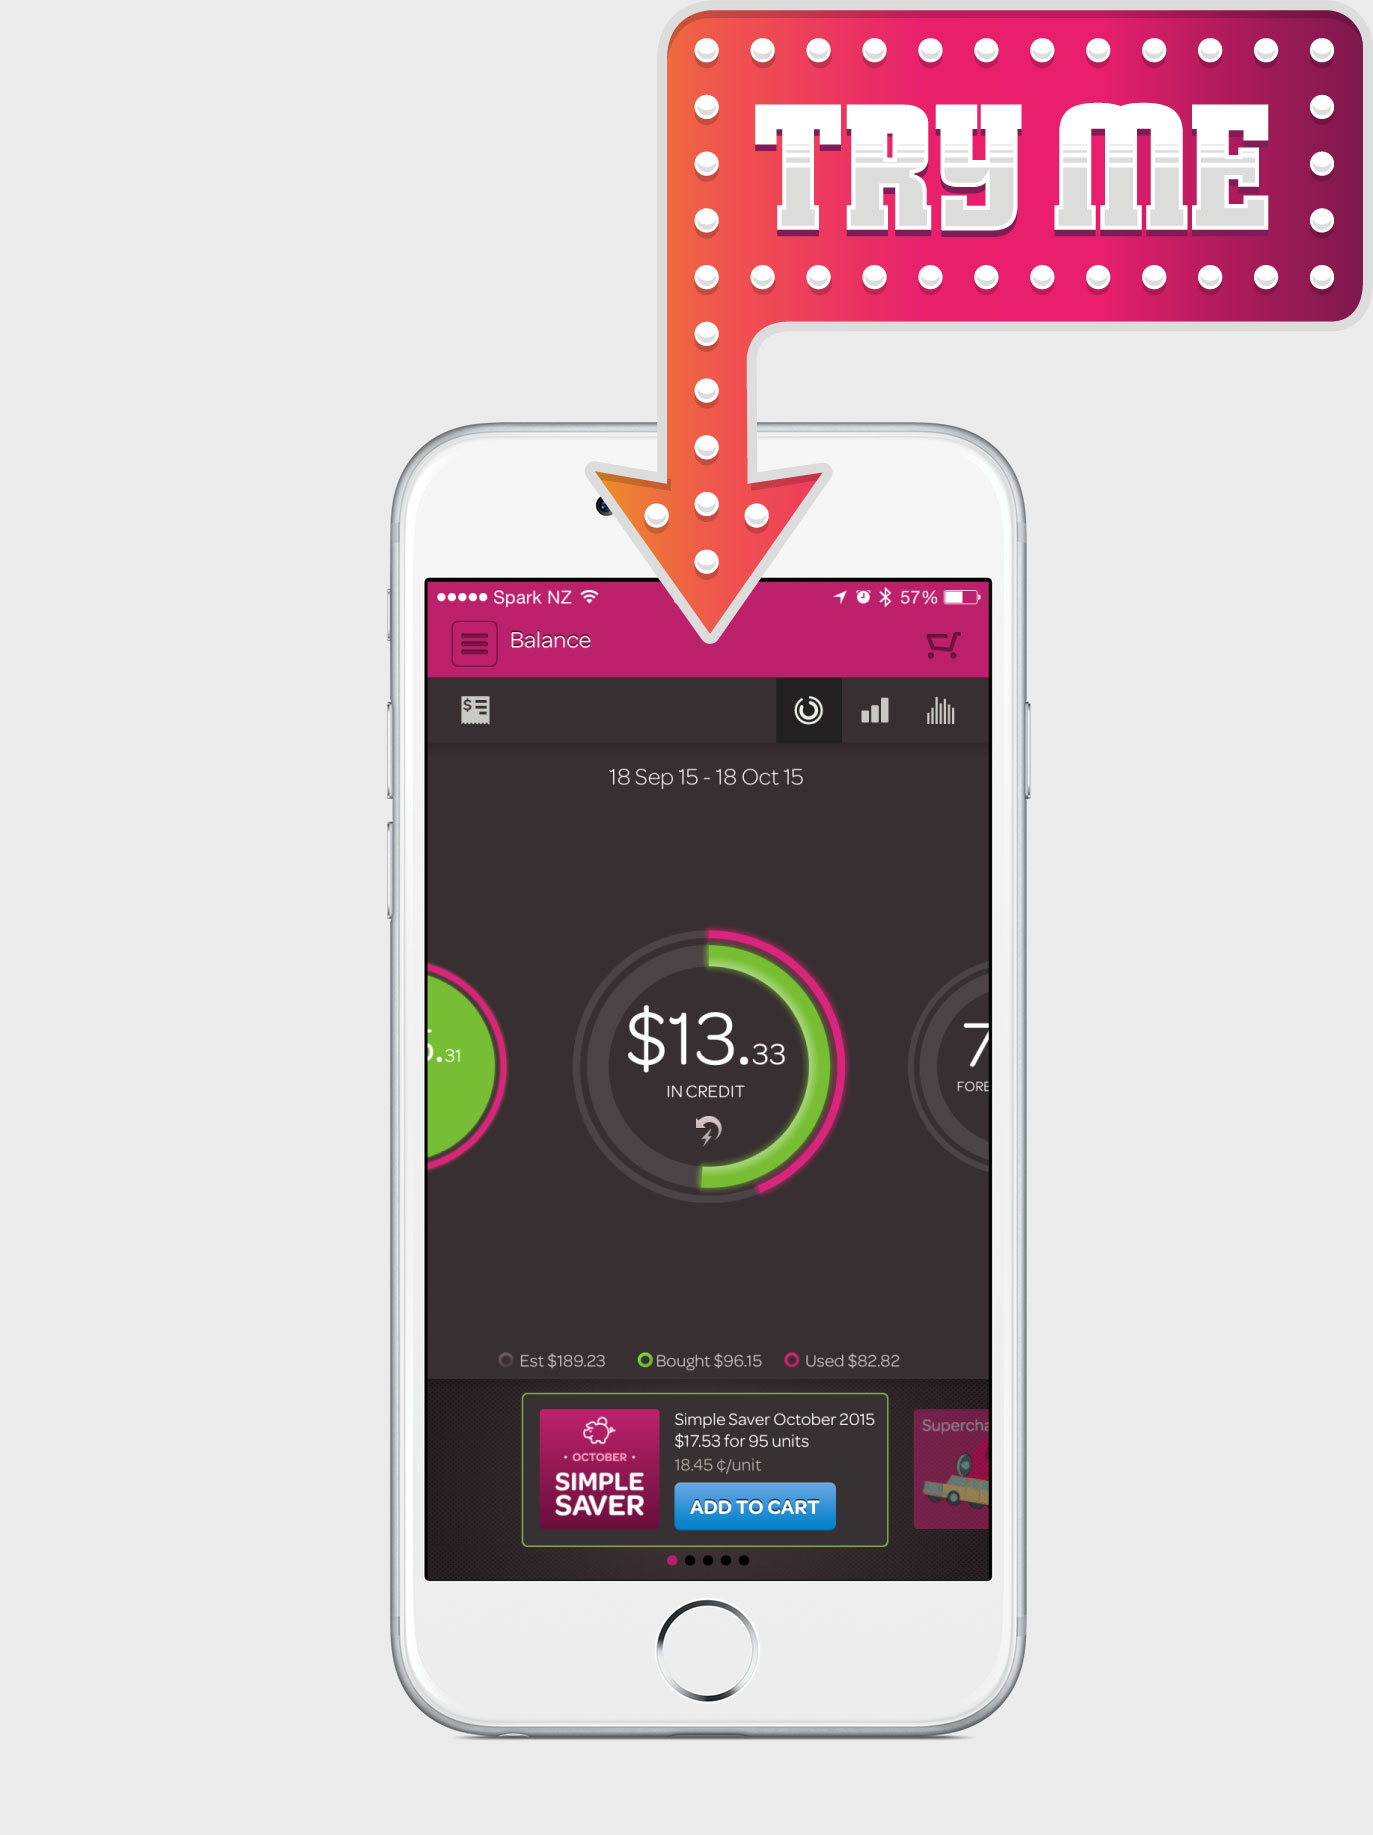 TRY ME
Spark NZ
57%
Balance
$
18 Sep 15 - 18 Oct 15
.31
$13.33
IN CREDIT
7
FORE
Est $189.23
Bought $96.15
Used $82.82
• OCTOBER •
SIMPLE
SAVER
Simple Saver October 2015
$17.53 for 95 units
18.45 ¢/unit
ADD TO CART
Supercha